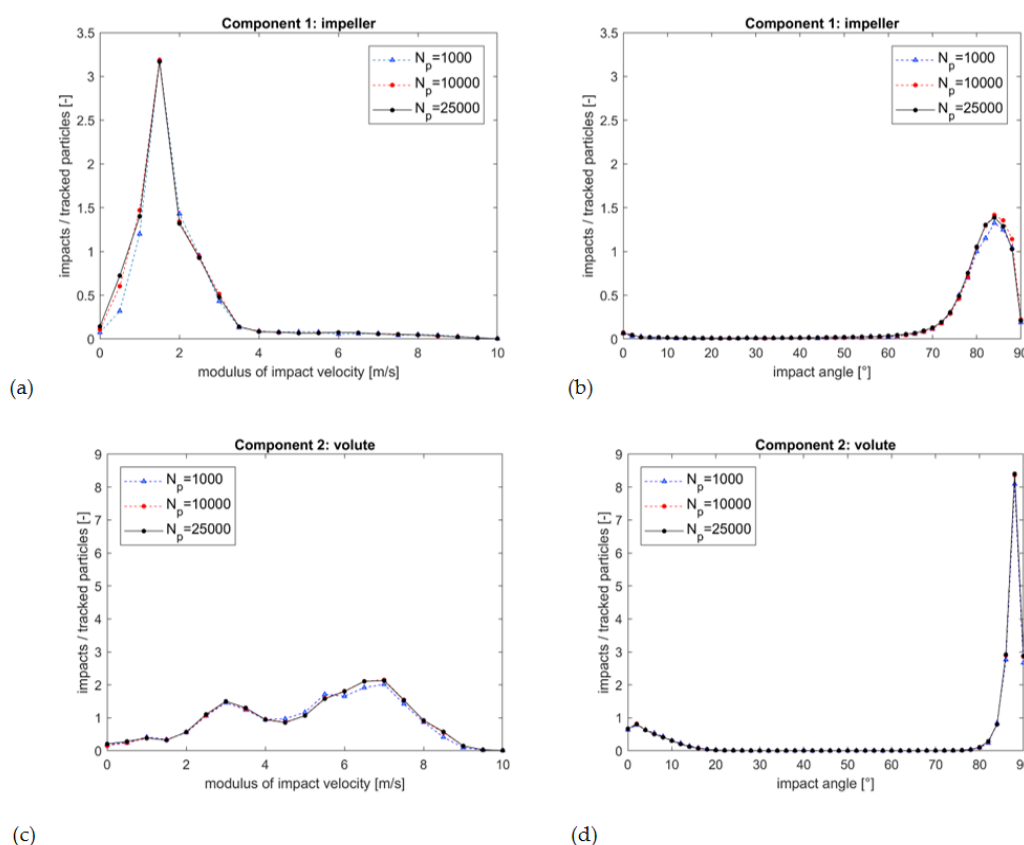 Component 1: impeller
impacts / tracked particles [-]
3.5
3
2.5
2
1.5
1
0.5
0
N_p=1000
N_p=10000
N_p=25000
0 2 4 6 8 10
modulus of impact velocity [m/s]
(a)
Component 1: impeller
impacts / tracked particles [-]
3.5
3
2.5
2
1.5
1
0.5
0
N_p=1000
N_p=10000
N_p=25000
0 10 20 30 40 50 60 70 80 90
impact angle [°]
(b)
Component 2: volute
impacts / tracked particles [-]
9
8
7
6
5
4
3
2
1
0
N_p=1000
N_p=10000
N_p=25000
0 2 4 6 8 10
modulus of impact velocity [m/s]
(c)
Component 2: volute
impacts / tracked particles [-]
9
8
7
6
5
4
3
2
1
0
N_p=1000
N_p=10000
N_p=25000
0 10 20 30 40 50 60 70 80 90
impact angle [°]
(d)